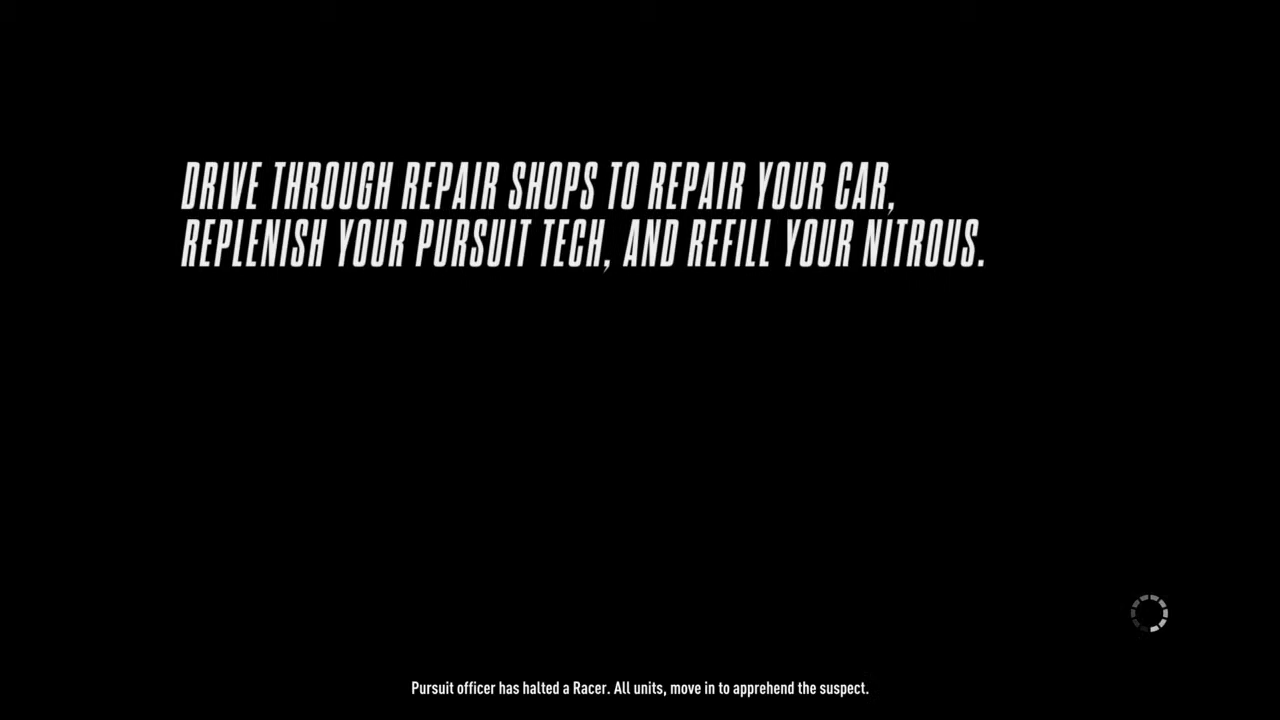 DRIVE THROUGH REPAIR SHOPS TO REPAIR YOUR CAR,
REPLENISH YOUR PURSUIT TECH, AND REFILL YOUR NITROUS.
Pursuit officer has halted a Racer. All units, move in to apprehend the suspect.